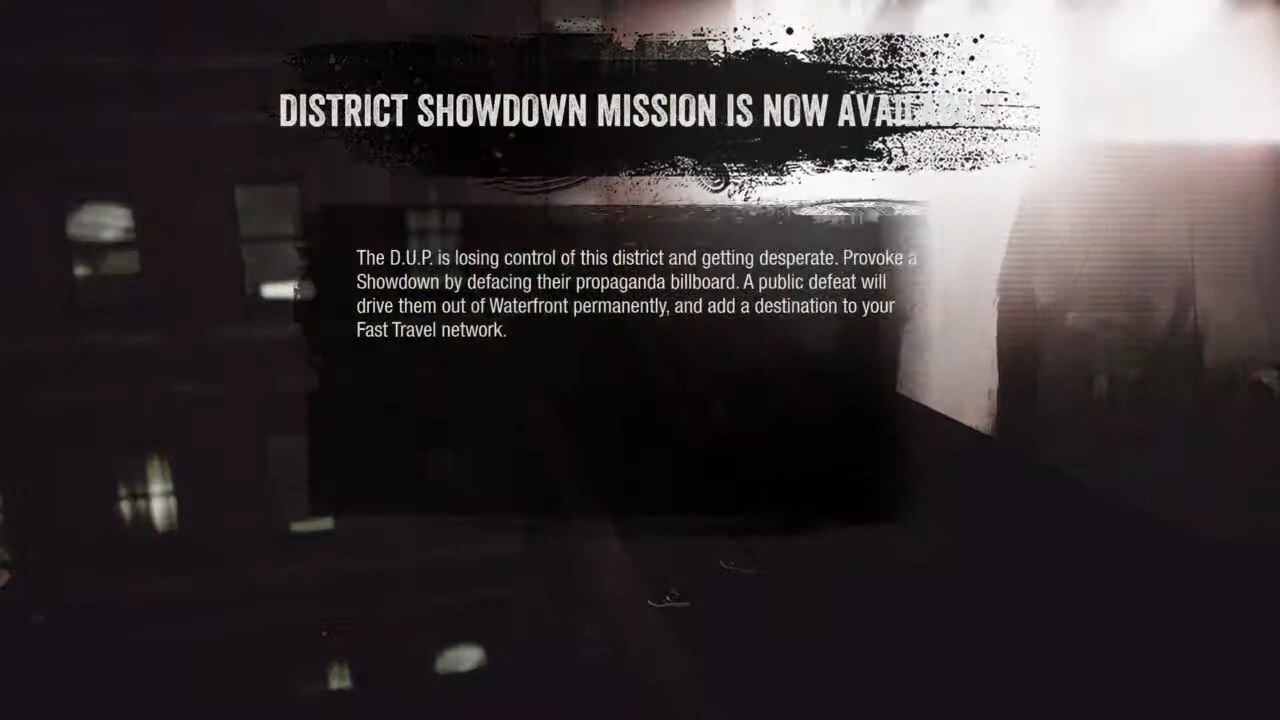 DISTRICT SHOWDOWN MISSION IS NOW AVAILABLE
The D.U.P. is losing control of this district and getting desperate. Provoke a
Showdown by defacing their propaganda billboard. A public defeat will
drive them out of Waterfront permanently, and add a destination to your
Fast Travel network.